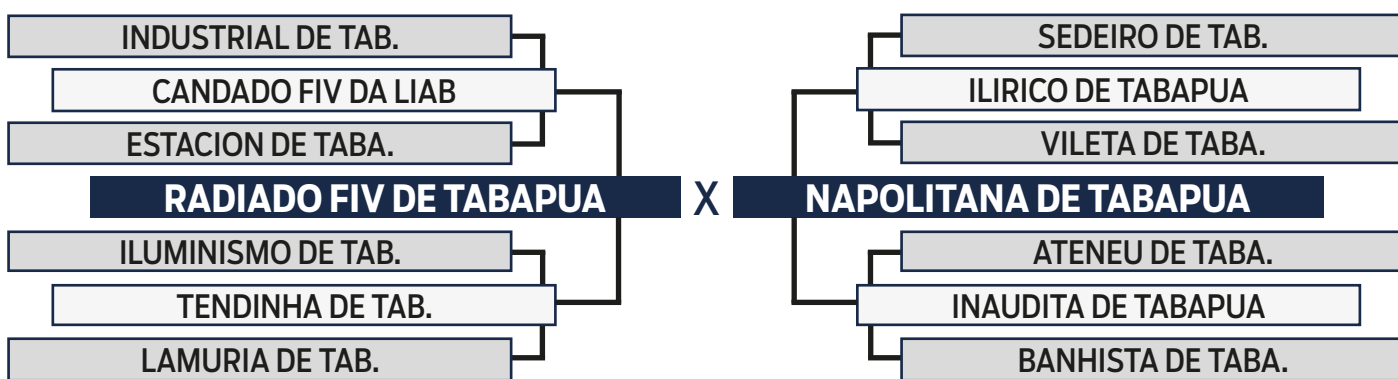 INDUSTRIAL DE TAB.
CANDADO FIV DA LIAB
ESTACION DE TABA.
RADIADO FIV DE TABAPUA
ILUMINISMO DE TAB.
TENDINHA DE TAB.
LAMURIA DE TAB.
X
SEDEIRO DE TAB.
ILIRICO DE TABAPUA
VILETA DE TABA.
NAPOLITANA DE TABAPUA
ATENEU DE TABA.
INAUDITA DE TABAPUA
BANHISTA DE TABA.